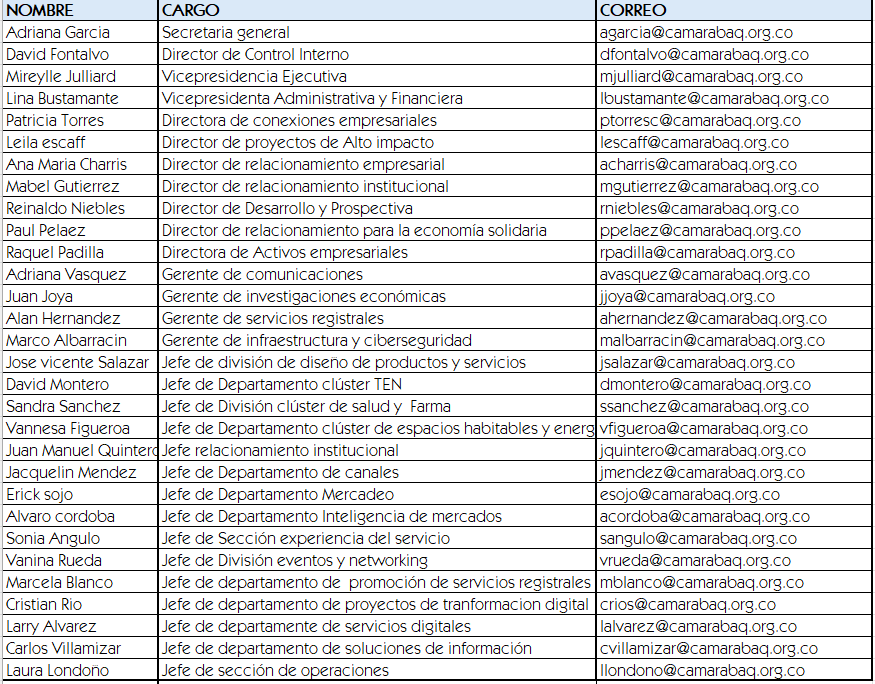 NOMBRE CARGO CORREO
Adriana Garcia Secretaria general agarcia@camarabaq.org.co
David Fontalvo Director de Control Interno dfontalvo@camarabaq.org.co
Mireylle Julliard Vicepresidencia Ejecutiva mjulliard@camarabaq.org.co
Lina Bustamante Vicepresidenta Administrativa y Financiera lbustamante@camarabaq.org.co
Patricia Torres Directora de conexiones empresariales ptorresc@camarabaq.org.co
Leila escaff Director de proyectos de Alto impacto lescaff@camarabaq.org.co
Ana Maria Charris Director de relacionamiento empresarial acharris@camarabaq.org.co
Mabel Gutierrez Director de relacionamiento institucional mgutierrez@camarabaq.org.co
Reinaldo Niebles Director de Desarrollo y Prospectiva rniebles@camarabaq.org.co
Paul Pelaez Director de relacionamiento para la economía solidaria ppelaez@camarabaq.org.co
Raquel Padilla Directora de Activos empresariales rpadilla@camarabaq.org.co
Adriana Vasquez Gerente de comunicaciones avasquez@camarabaq.org.co
Juan Joya Gerente de investigaciones económicas jjoya@camarabaq.org.co
Alan Hernandez Gerente de servicios registrales ahernandez@camarabaq.org.co
Marco Albarracin Gerente de infraestructura y ciberseguridad malbarracin@camarabaq.org.co
Jose vicente Salazar Jefe de división de diseño de productos y servicios jsalazar@camarabaq.org.co
David Montero Jefe de Departamento clúster TEN dmontero@camarabaq.org.co
Sandra Sanchez Jefe de División clúster de salud y Farma ssanchez@camarabaq.org.co
Vannesa Figueroa Jefe de Departamento clúster de espacios habitables y energ vfigueroa@camarabaq.org.co
Juan Manuel Quintero Jefe relacionamiento institucional jquintero@camarabaq.org.co
Jacquelin Mendez Jefe de Departamento de canales jmendez@camarabaq.org.co
Erick sojo Jefe de Departamento Mercadeo esojo@camarabaq.org.co
Alvaro cordoba Jefe de Departamento Inteligencia de mercados acordoba@camarabaq.org.co
Sonia Angulo Jefe de Sección experiencia del servicio sangulo@camarabaq.org.co
Vanina Rueda Jefe de División eventos y networking vrueda@camarabaq.org.co
Marcela Blanco Jefe de departamento de promoción de servicios registrales mblanco@camarabaq.org.co
Cristian Rio Jefe de departamento de proyectos de tranformacion digital crios@camarabaq.org.co
Larry Alvarez Jefe de departamente de servicios digitales lalvarez@camarabaq.org.co
Carlos Villamizar Jefe de departamento de soluciones de información cvillamizar@camarabaq.org.co
Laura Londoño Jefe de sección de operaciones llondono@camarabaq.org.co